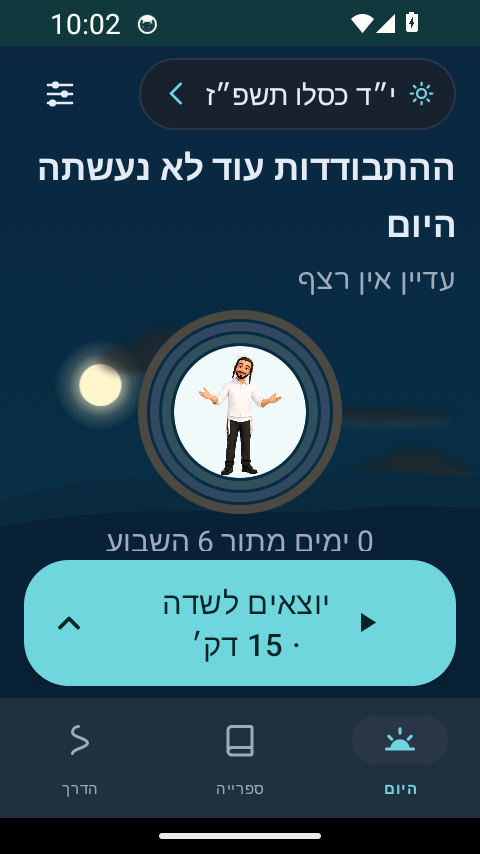 10:02
י״ד כסלו תשפ״ז
ההתבודדות עוד לא נעשתה
היום
עדיין אין רצף
0 ימים מתוך 6 השבוע
יוצאים לשדה
· 15 דק׳
היום
ספרייה
הדרך